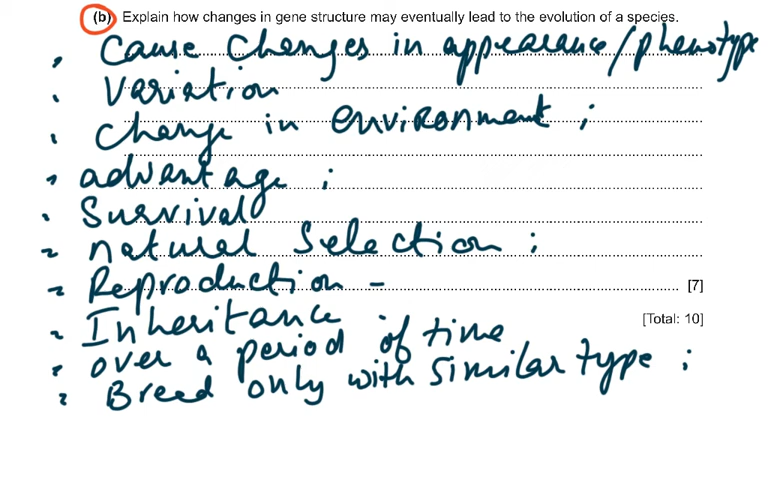 (b) Explain how changes in gene structure may eventually lead to the evolution of a species.
Cause changes in appearance/phenotype
Variation
change in environment ;
advantage ;
Survival
natural selection ;
Reproduction - [7]
Inheritance [Total: 10]
over a period of time
Breed only with similar type ;